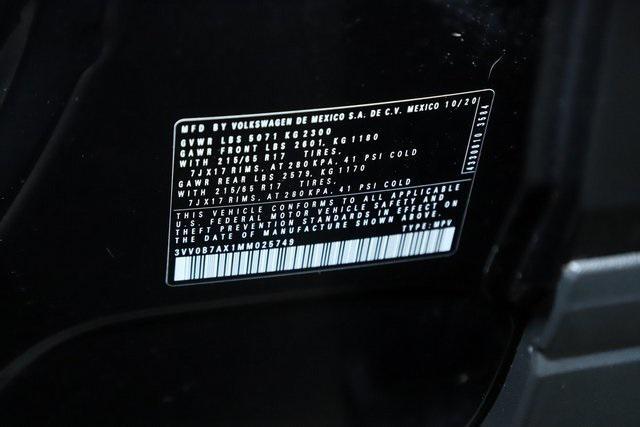 MFD BY VOLKSWAGEN DE MEXICO S.A. DE C.V. MEXICO 10/20
GVWR LBS 5071 KG 2300
GAWR FRONT LBS 2601, KG 1180
WITH 215/65 R17 TIRES.
7JX17 RIMS, AT 280 KPA, 41 PSI COLD
GAWR REAR LBS 2579, KG 1170
WITH 215/65 R17 TIRES.
7JX17 RIMS, AT 280 KPA, 41 PSI COLD
THIS VEHICLE CONFORMS TO ALL APPLICABLE
U.S. FEDERAL MOTOR VEHICLE SAFETY AND
THEFT PREVENTION STANDARDS IN EFFECT ON
THE DATE OF MANUFACTURE SHOWN ABOVE.
3VV0B7AX1MM025749 TYPE: MPV